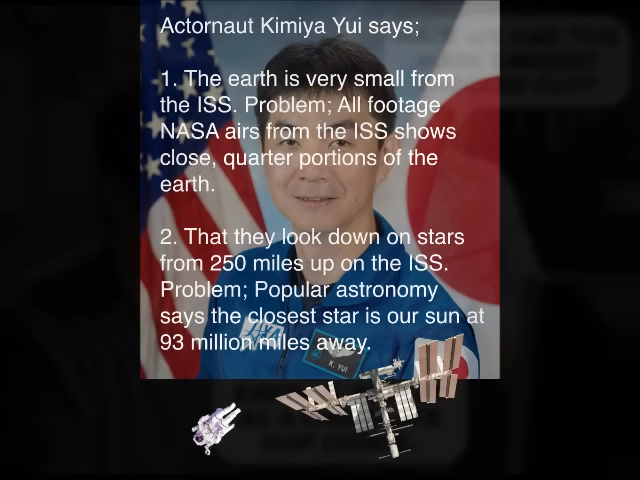 Actornaut Kimiya Yui says;
1. The earth is very small from
the ISS. Problem; All footage
NASA airs from the ISS shows
close, quarter portions of the
earth.
2. That they look down on stars
from 250 miles up on the ISS.
Problem; Popular astronomy
says the closest star is our sun at
93 million miles away.
K. YUI